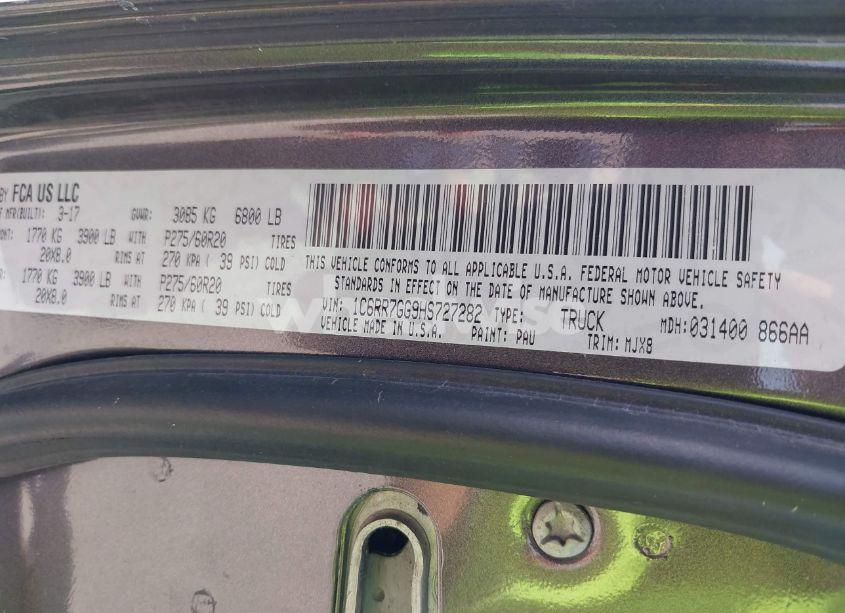 BY FCA US LLC
F MFR(BUILT): 3-17 GVWR: 3085 KG 6800 LB
RNT: 1770 KG 3900 LB WITH P275/60R20 TIRES
20X8.0 RIMS AT 270 KPA ( 39 PSI) COLD
R: 1770 KG 3900 LB WITH P275/60R20 TIRES
20X8.0 RIMS AT 270 KPA ( 39 PSI) COLD
THIS VEHICLE CONFORMS TO ALL APPLICABLE U.S.A. FEDERAL MOTOR VEHICLE SAFETY
STANDARDS IN EFFECT ON THE DATE OF MANUFACTURE SHOWN ABOVE.
VIN: 1C6RR7GG9HS727282 TYPE: TRUCK MDH: 031400 866AA
VEHICLE MADE IN U.S.A. PAINT: PAU TRIM: MJX8